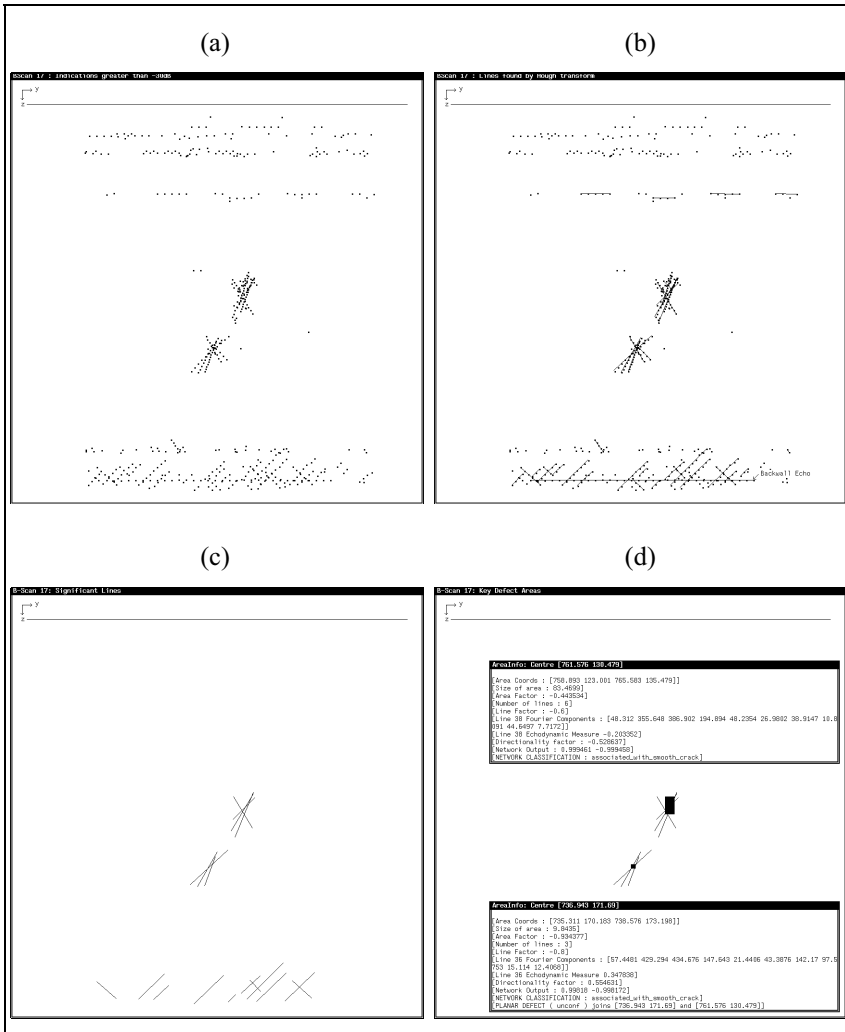 (a)
(b)
BScan 17 : Indications greater than -30dB
BScan 17 : Lines found by Hough transform
y
z
y
z
Backwall Echo
(c)
(d)
B-Scan 17: Significant Lines
B-Scan 17: Key Defect Areas
y
z
y
z
AreaInfo: Centre [761.576 130.479]
[Area Coords : [758.893 123.001 765.583 135.479]]
[Size of area : 83.4699]
[Area Factor : -0.443534]
[Number of lines : 6]
[Line Factor : -0.6]
[Line 38 Fourier Components : [48.312 355.648 386.902 194.894 48.2354 26.9802 38.9147 10.8
091 44.6497 7.7172]]
[Line 38 Echodynamic Measure -0.203352]
[Directionality factor : -0.528637]
[Network Output : 0.999461 -0.999458]
[NETWORK CLASSIFICATION : associated_with_smooth_crack]
AreaInfo: Centre [736.943 171.69]
[Area Coords : [735.311 170.183 738.576 173.198]]
[Size of area : 9.8435]
[Area Factor : -0.934377]
[Number of lines : 3]
[Line Factor : -0.8]
[Line 36 Fourier Components : [57.4481 429.294 434.676 147.643 21.4406 43.3876 142.17 97.5
753 15.114 12.4068]]
[Line 36 Echodynamic Measure 0.347838]
[Directionality factor : 0.554631]
[Network Output : 0.99818 -0.998172]
[NETWORK CLASSIFICATION : associated_with_smooth_crack]
[PLANAR DEFECT ( unconf ) joins [736.943 171.69] and [761.576 130.479]]